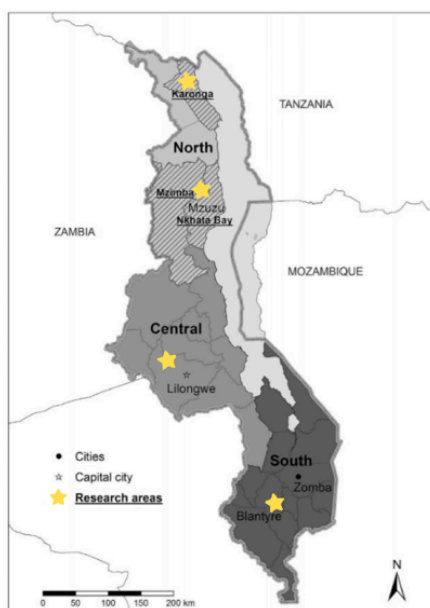 Karonga
TANZANIA
North
Mzimba
Mzuzu
Nkhata Bay
ZAMBIA
MOZAMBIQUE
Central
Lilongwe
Cities
Capital city
Research areas
South
Zomba
Blantyre
N
0 50 100 150 200 km